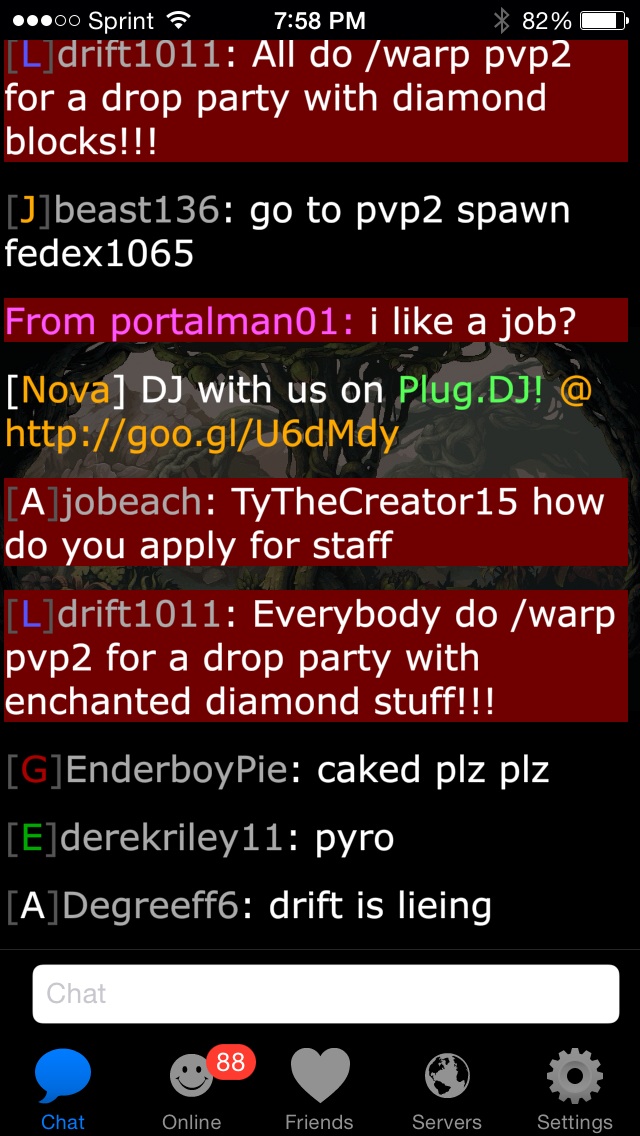 Sprint 7:58 PM 82%
[L]drift1011: All do /warp pvp2
for a drop party with diamond
blocks!!!
[J]beast136: go to pvp2 spawn
fedex1065
From portalman01: i like a job?
[Nova] DJ with us on Plug.DJ! @
http://goo.gl/U6dMdy
[A]jobeach: TyTheCreator15 how
do you apply for staff
[L]drift1011: Everybody do /warp
pvp2 for a drop party with
enchanted diamond stuff!!!
[G]EnderboyPie: caked plz plz
[E]derekriley11: pyro
[A]Degreeff6: drift is lieing
Chat
88
Chat Online Friends Servers Settings